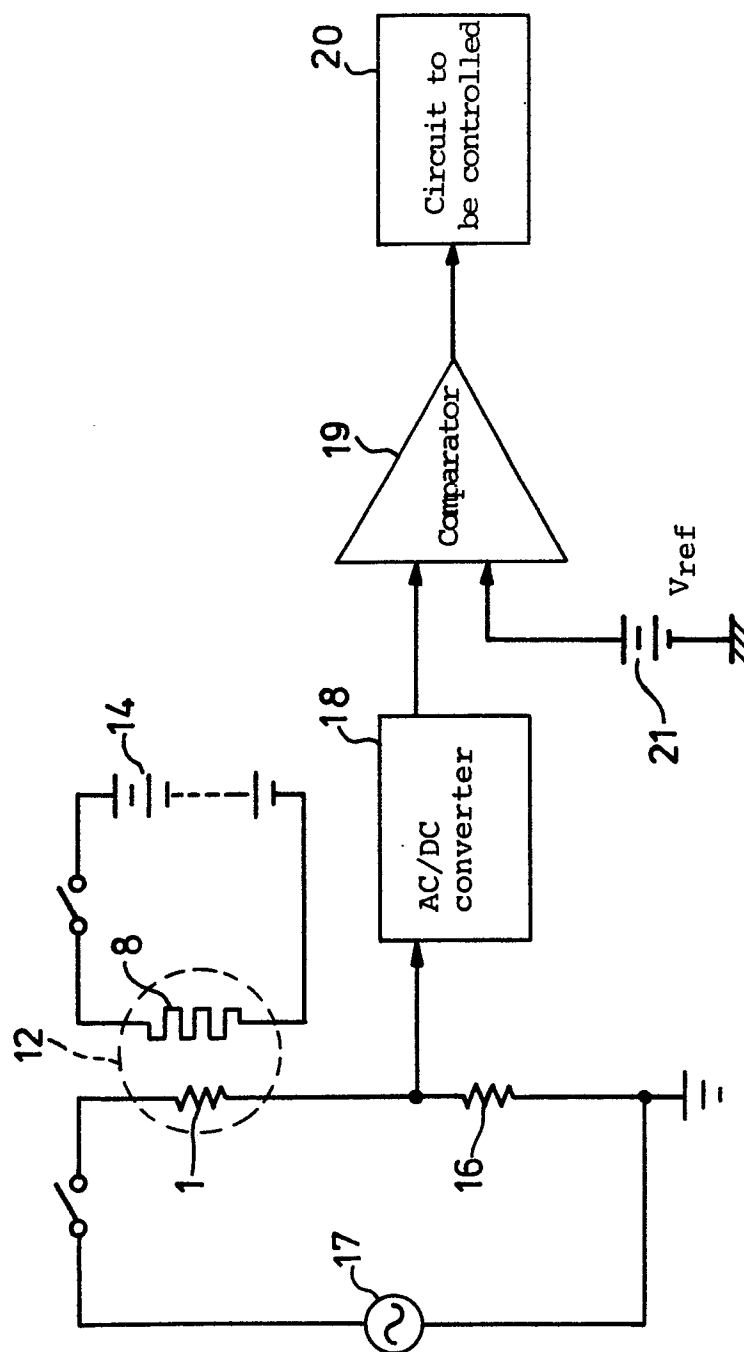 12
8
14
1
17
16
AC/DC
converter
18
21
Vref
Comparator
19
Circuit to
be controlled
20